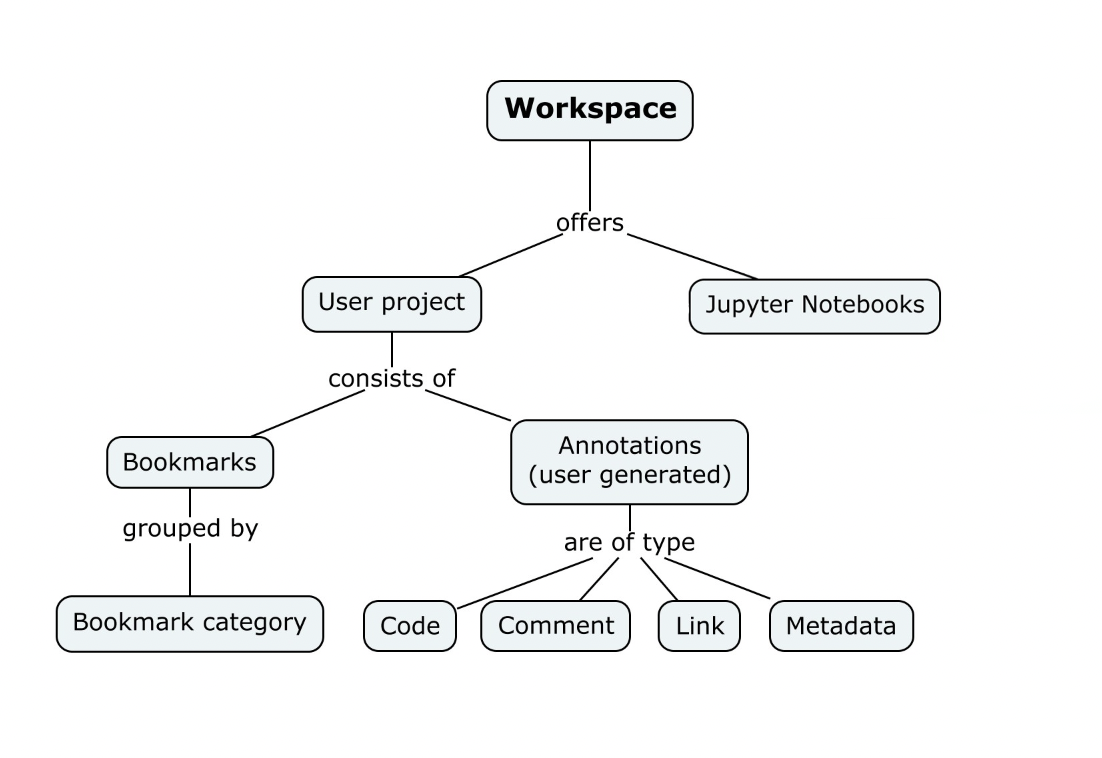 Workspace
offers
User project
Jupyter Notebooks
consists of
Bookmarks
Annotations
(user generated)
grouped by
are of type
Bookmark category
Code
Comment
Link
Metadata